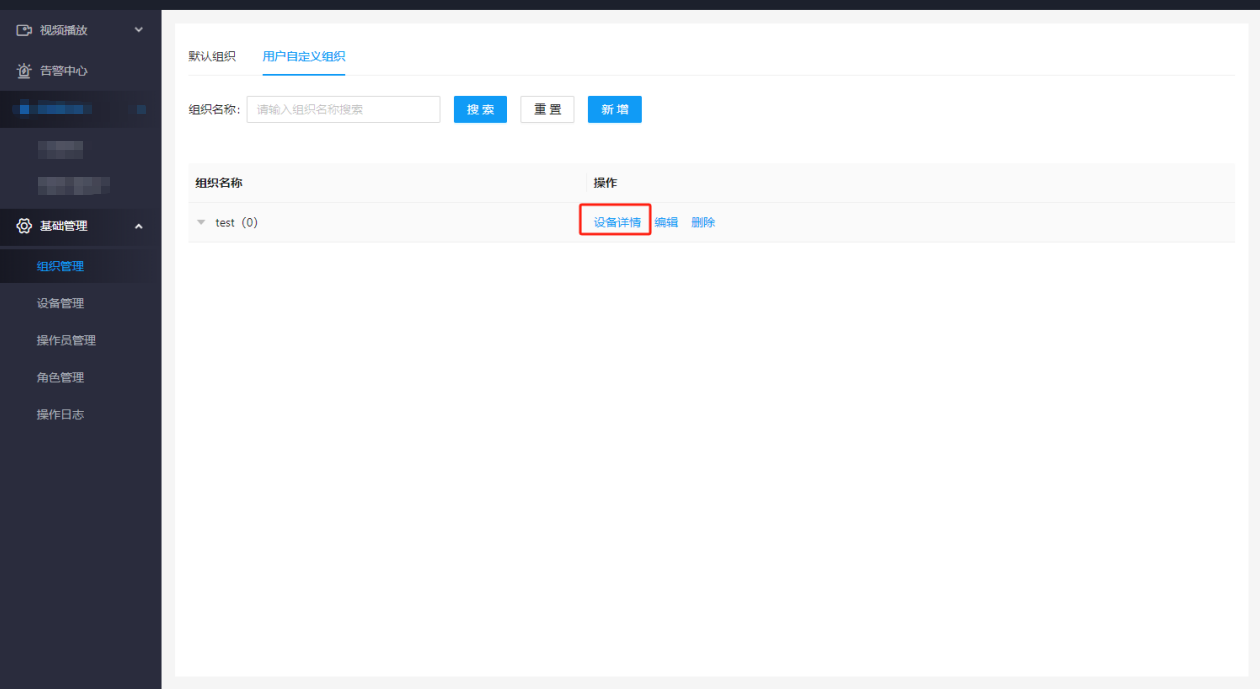 视频播放
告警中心
基础管理
组织管理
设备管理
操作员管理
角色管理
操作日志
默认组织 用户自定义组织
组织名称: 请输入组织名称搜索 搜 索 重 置 新 增
组织名称 操作
test (0) 设备详情 编辑 删除